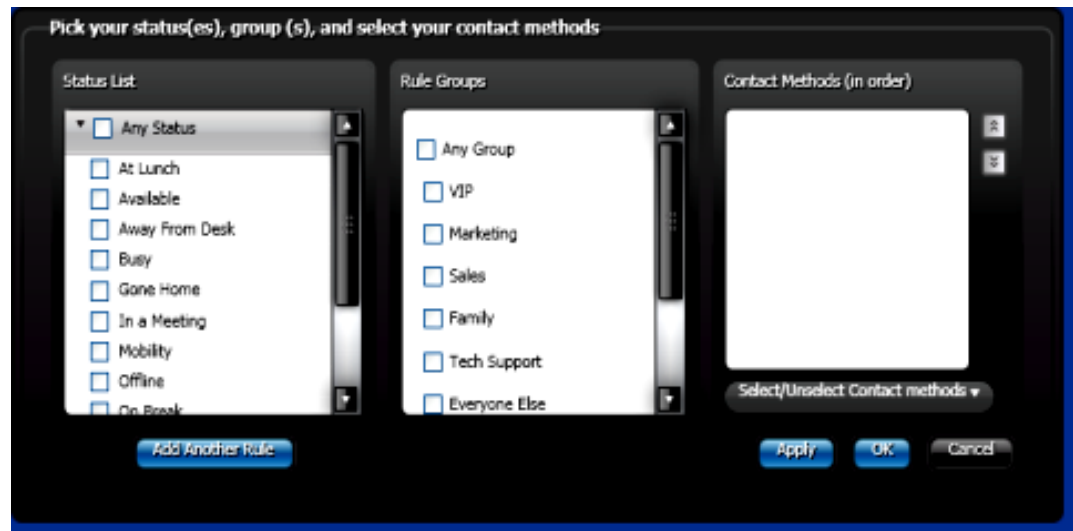 Pick your status(es), group (s), and select your contact methods
Status List
Any Status
At Lunch
Available
Away From Desk
Busy
Gone Home
In a Meeting
Mobility
Offline
On Break
Rule Groups
Any Group
VIP
Marketing
Sales
Family
Tech Support
Everyone Else
Contact Methods (in order)
Select/Unselect Contact methods
Add Another Rule
Apply
OK
Cancel